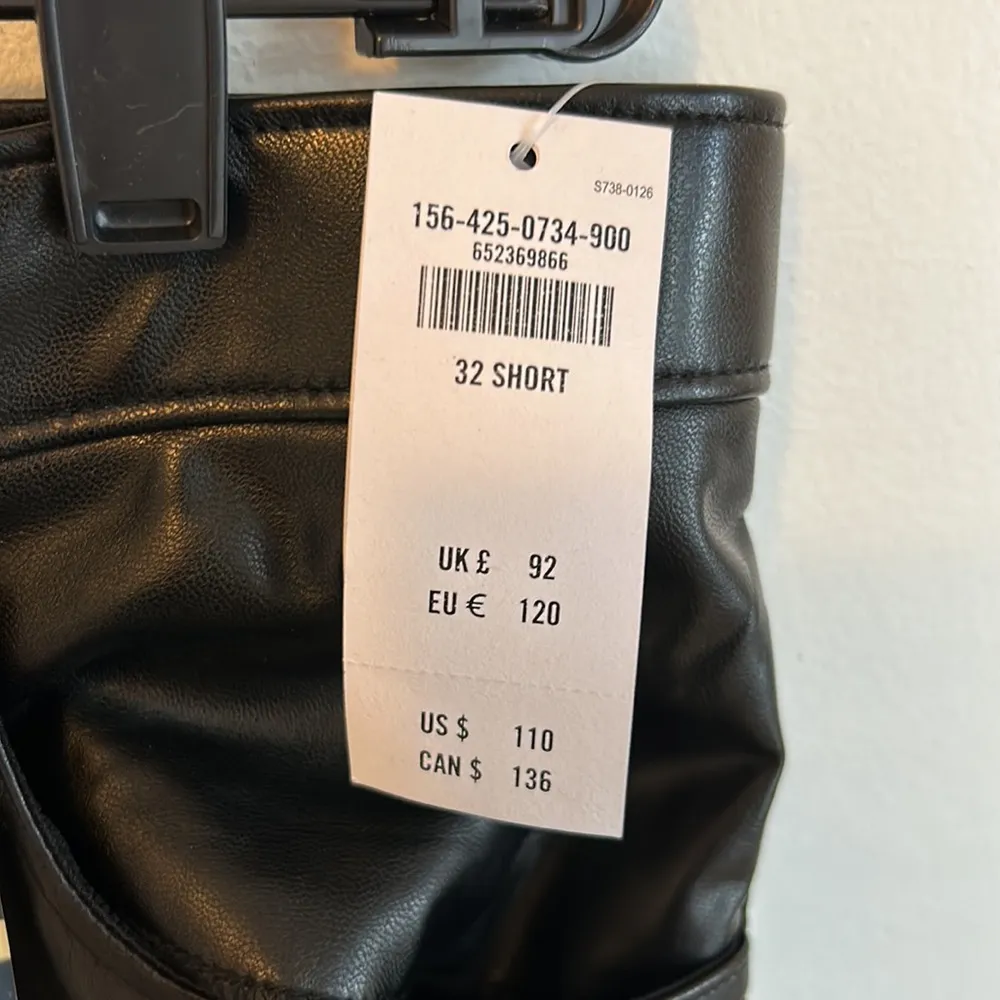 S738-0126
156-425-0734-900
652369866
32 SHORT
UK £ 92
EU € 120
US $ 110
CAN $ 136